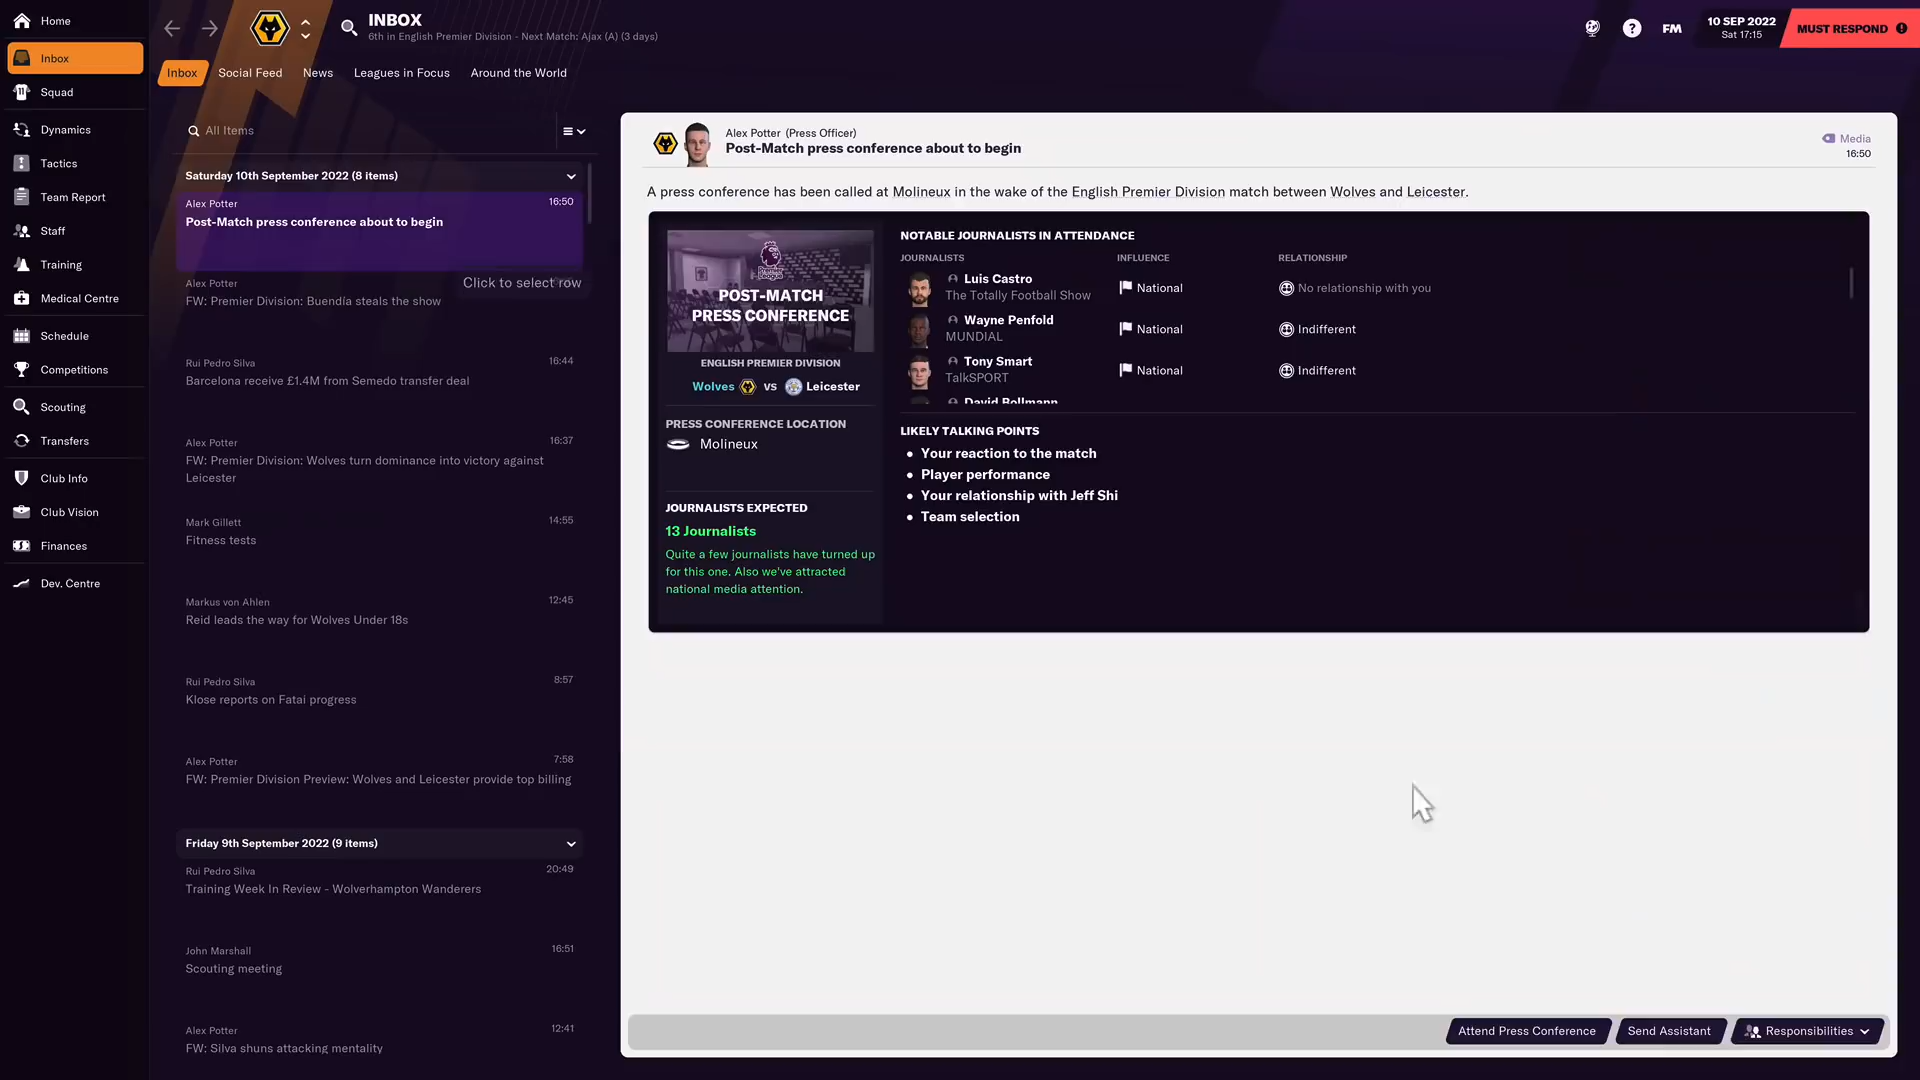 Home
Inbox
Squad
Dynamics
Tactics
Team Report
Staff
Training
Medical Centre
Schedule
Competitions
Scouting
Transfers
Club Info
Club Vision
Finances
Dev. Centre
INBOX
6th in English Premier Division - Next Match: Ajax (A) (3 days)
FM
10 SEP 2022
Sat 17:15
MUST RESPOND
Inbox Social Feed News Leagues in Focus Around the World
All Items
Saturday 10th September 2022 (8 items)
Alex Potter 16:50
Post-Match press conference about to begin
Click to select row
Alex Potter
FW: Premier Division: Buendía steals the show
Rui Pedro Silva 16:44
Barcelona receive £1.4M from Semedo transfer deal
Alex Potter 16:37
FW: Premier Division: Wolves turn dominance into victory against
Leicester
Mark Gillett 14:55
Fitness tests
Markus von Ahlen 12:45
Reid leads the way for Wolves Under 18s
Rui Pedro Silva 8:57
Klose reports on Fatai progress
Alex Potter 7:58
FW: Premier Division Preview: Wolves and Leicester provide top billing
Friday 9th September 2022 (9 items)
Rui Pedro Silva 20:49
Training Week In Review - Wolverhampton Wanderers
John Marshall 16:51
Scouting meeting
Alex Potter 12:41
FW: Silva shuns attacking mentality
Alex Potter (Press Officer)
Post-Match press conference about to begin
Media
16:50
A press conference has been called at Molineux in the wake of the English Premier Division match between Wolves and Leicester.
POST-MATCH
PRESS CONFERENCE
ENGLISH PREMIER DIVISION
Wolves vs Leicester
PRESS CONFERENCE LOCATION
Molineux
JOURNALISTS EXPECTED
13 Journalists
Quite a few journalists have turned up
for this one. Also we've attracted
national media attention.
NOTABLE JOURNALISTS IN ATTENDANCE
JOURNALISTS INFLUENCE RELATIONSHIP
Luis Castro
The Totally Football Show
National
No relationship with you
Wayne Penfold
MUNDIAL
National
Indifferent
Tony Smart
TalkSPORT
National
Indifferent
David Bollmann
LIKELY TALKING POINTS
• Your reaction to the match
• Player performance
• Your relationship with Jeff Shi
• Team selection
Attend Press Conference
Send Assistant
Responsibilities